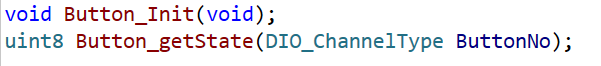 void Button_Init(void);
uint8 Button_getState(DIO_ChannelType ButtonNo);